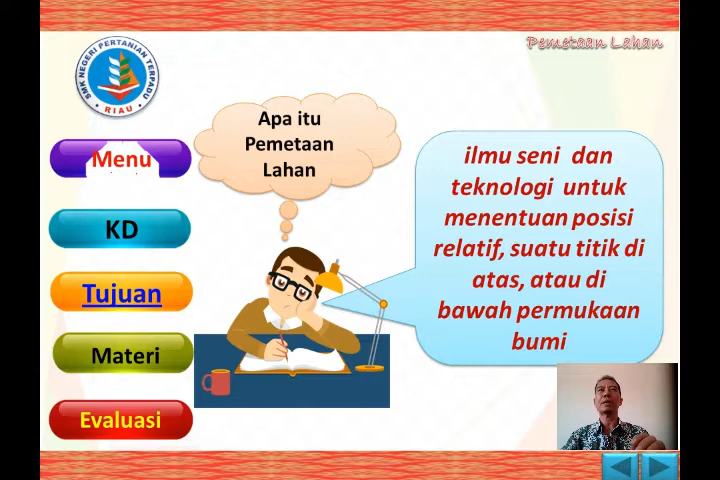 Pemetaan Lahan
SMK NEGERI PERTANIAN TERPADU
• RIAU •
Menu
KD
Tujuan
Materi
Evaluasi
Apa itu
Pemetaan
Lahan
ilmu seni dan
teknologi untuk
menentuan posisi
relatif, suatu titik di
atas, atau di
bawah permukaan
bumi